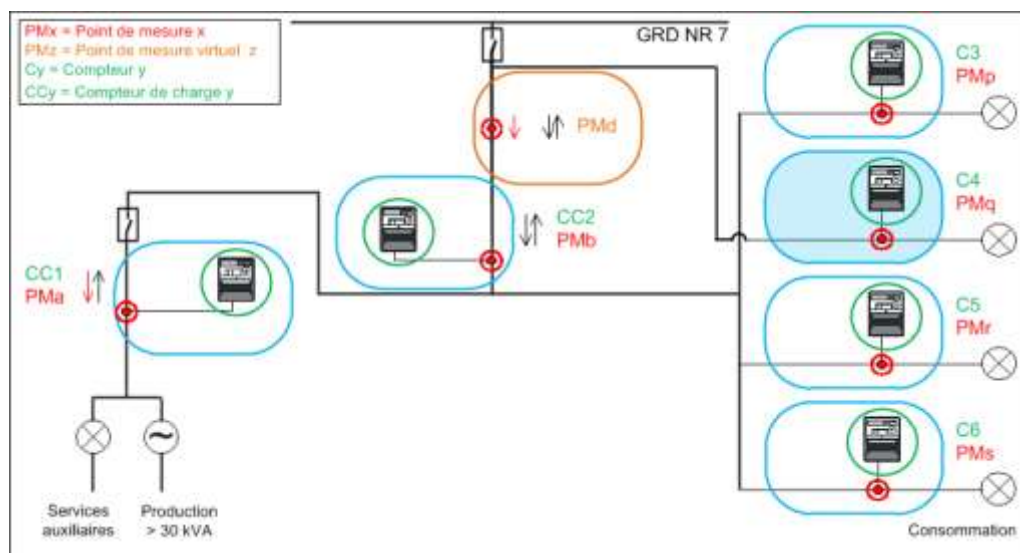 PMx = Point de mesure x
PMz = Point de mesure virtuel z
Cy = Compteur y
CCy = Compteur de charge y
GRD NR 7
C3
PMp
PMd
C4
PMq
CC2
PMb
CC1
PMa
C5
PMr
C6
PMs
Services
auxiliaires
Production
> 30 kVA
Consommation